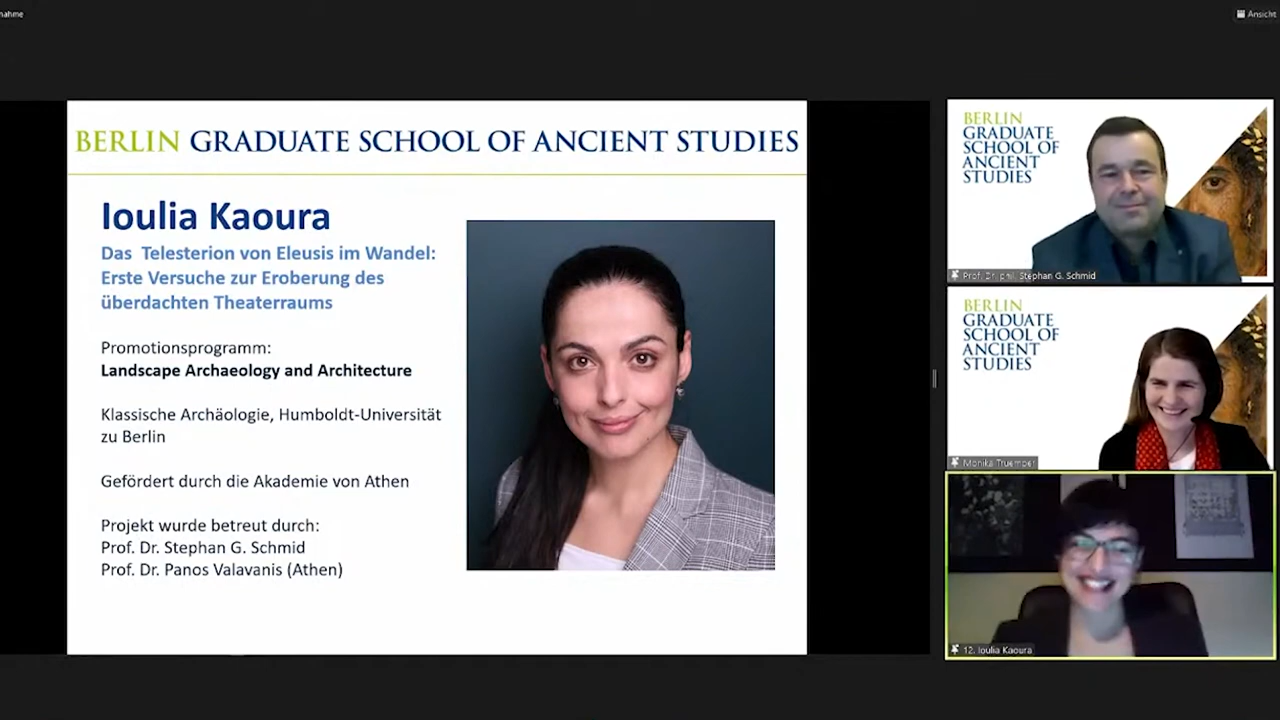 nahme
Ansicht
BERLIN GRADUATE SCHOOL OF ANCIENT STUDIES
Ioulia Kaoura
Das Telesterion von Eleusis im Wandel:
Erste Versuche zur Eroberung des
überdachten Theaterraums
Promotionsprogramm:
Landscape Archaeology and Architecture
Klassische Archäologie, Humboldt-Universität
zu Berlin
Gefördert durch die Akademie von Athen
Projekt wurde betreut durch:
Prof. Dr. Stephan G. Schmid
Prof. Dr. Panos Valavanis (Athen)
BERLIN
GRADUATE
SCHOOL OF
ANCIENT
STUDIES
Prof. Dr. phil. Stephan G. Schmid
BERLIN
GRADUATE
SCHOOL OF
ANCIENT
STUDIES
Monika Truemper
12. Ioulia Kaoura